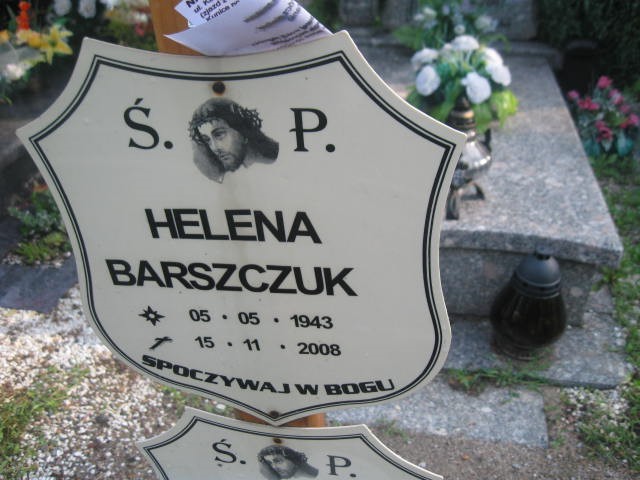 Ś. P.
HELENA
BARSZCZUK
05 · 05 · 1943
15 · 11 · 2008
SPOCZYWAJ W BOGU
Ś. P.